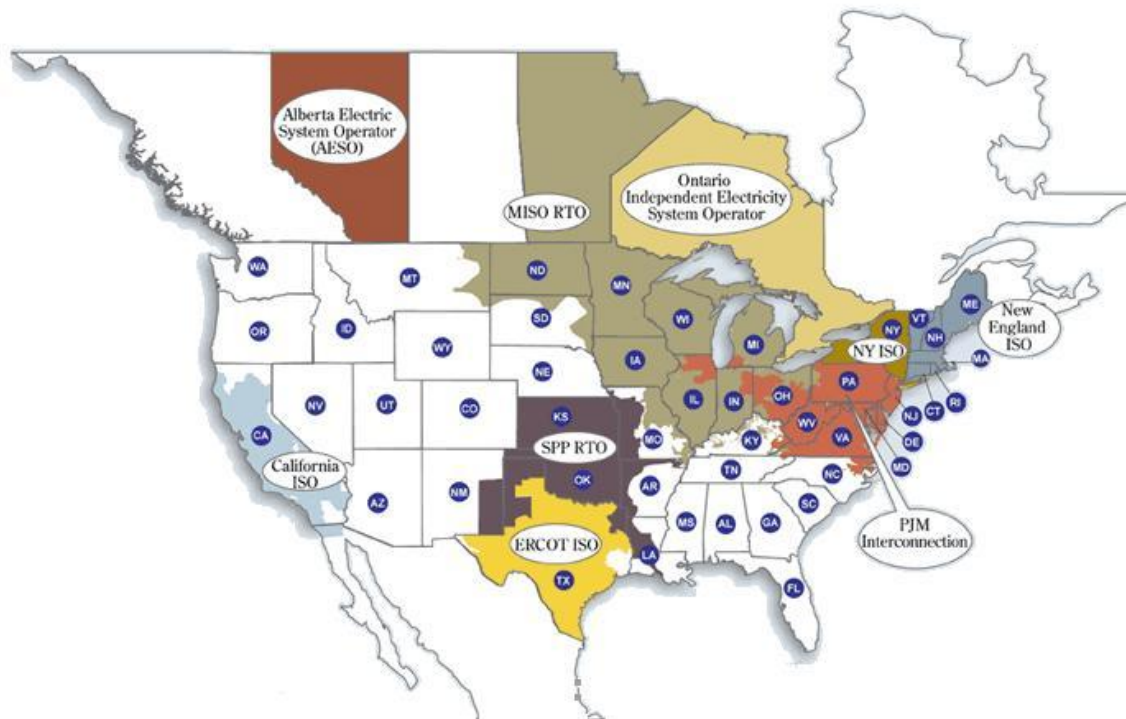 Alberta Electric
System Operator
(AESO)
Ontario
Independent Electricity
System Operator
MISO RTO
WA
MT
ND
MN
ME
VT
New
England
ISO
OR
ID
SD
WI
MI
NY
NH
NY ISO
WY
MA
IA
NE
PA
RI
CT
NV
UT
CO
IL
IN
OH
NJ
KS
WV
VA
DE
CA
MO
KY
SPP RTO
MD
California
ISO
TN
NC
OK
AR
NM
AZ
SC
MS
AL
GA
PJM
Interconnection
ERCOT ISO
LA
TX
FL